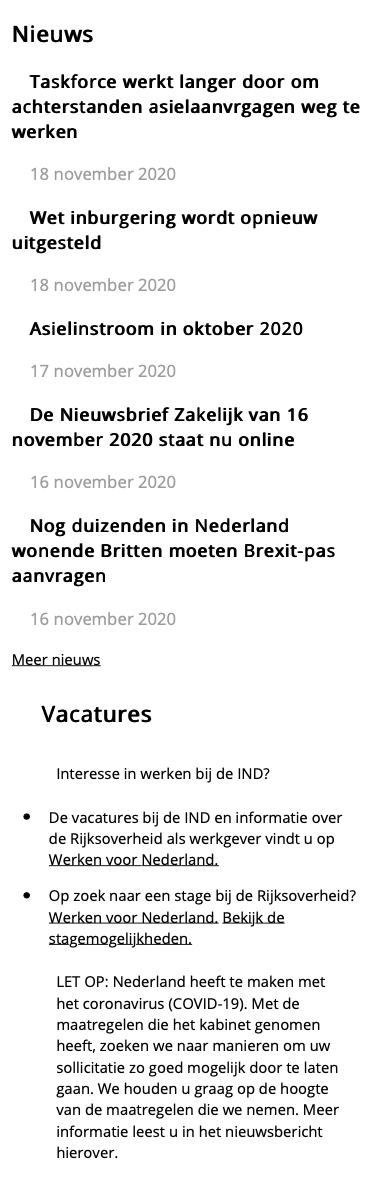 Nieuws
Taskforce werkt langer door om
achterstanden asielaanvrgagen weg te
werken
18 november 2020
Wet inburgering wordt opnieuw
uitgesteld
18 november 2020
Asielinstroom in oktober 2020
17 november 2020
De Nieuwsbrief Zakelijk van 16
november 2020 staat nu online
16 november 2020
Nog duizenden in Nederland
wonende Britten moeten Brexit-pas
aanvragen
16 november 2020
Meer nieuws
Vacatures
Interesse in werken bij de IND?
• De vacatures bij de IND en informatie over
de Rijksoverheid als werkgever vindt u op
Werken voor Nederland.
• Op zoek naar een stage bij de Rijksoverheid?
Werken voor Nederland. Bekijk de
stagemogelijkheden.
LET OP: Nederland heeft te maken met
het coronavirus (COVID-19). Met de
maatregelen die het kabinet genomen
heeft, zoeken we naar manieren om uw
sollicitatie zo goed mogelijk door te laten
gaan. We houden u graag op de hoogte
van de maatregelen die we nemen. Meer
informatie leest u in het nieuwsbericht
hierover.